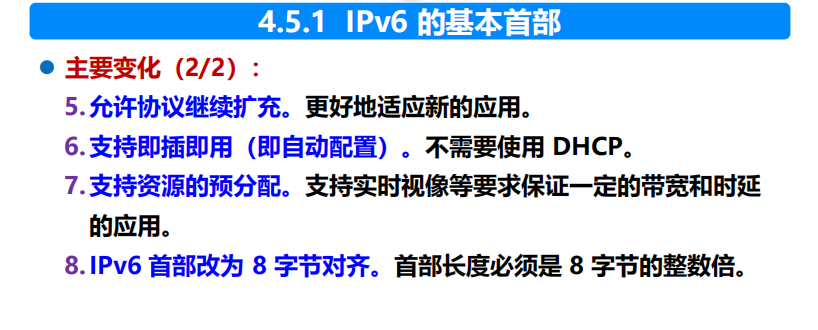 4.5.1 IPv6 的基本首部
● 主要变化（2/2）:
5. 允许协议继续扩充。更好地适应新的应用。
6. 支持即插即用（即自动配置）。不需要使用 DHCP。
7. 支持资源的预分配。支持实时视像等要求保证一定的带宽和时延
的应用。
8. IPv6 首部改为 8 字节对齐。首部长度必须是 8 字节的整数倍。